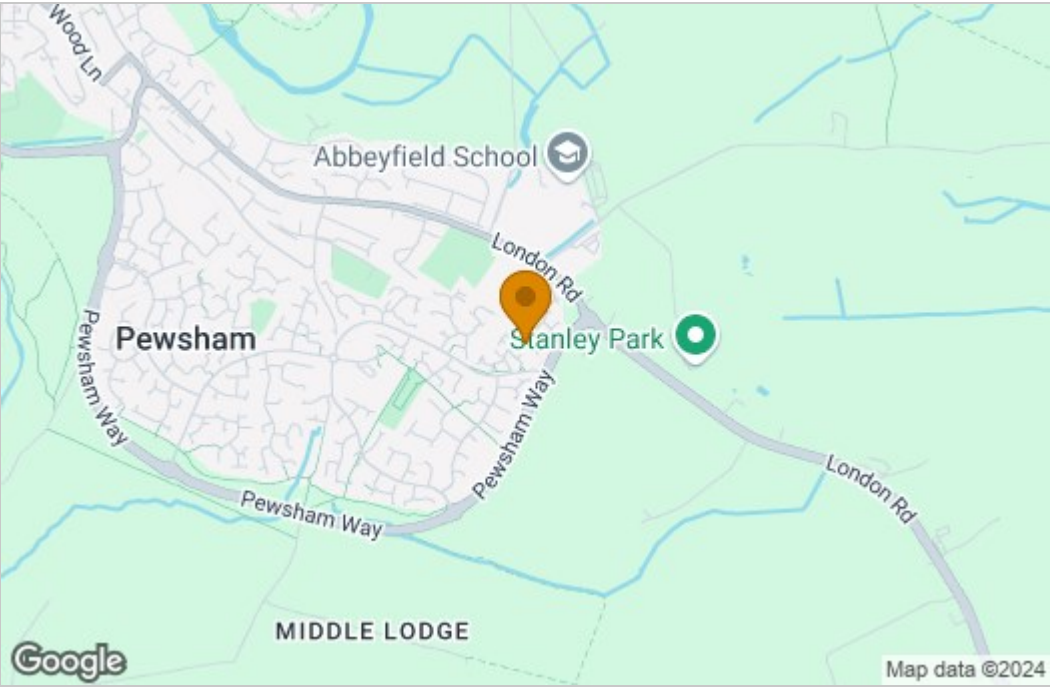 Wood Ln
Abbeyfield School
London Rd
Stanley Park
Pewsham
Pewsham Way
Pewsham Way
Pewsham Way
London Rd
MIDDLE LODGE
Google
Map data ©2024